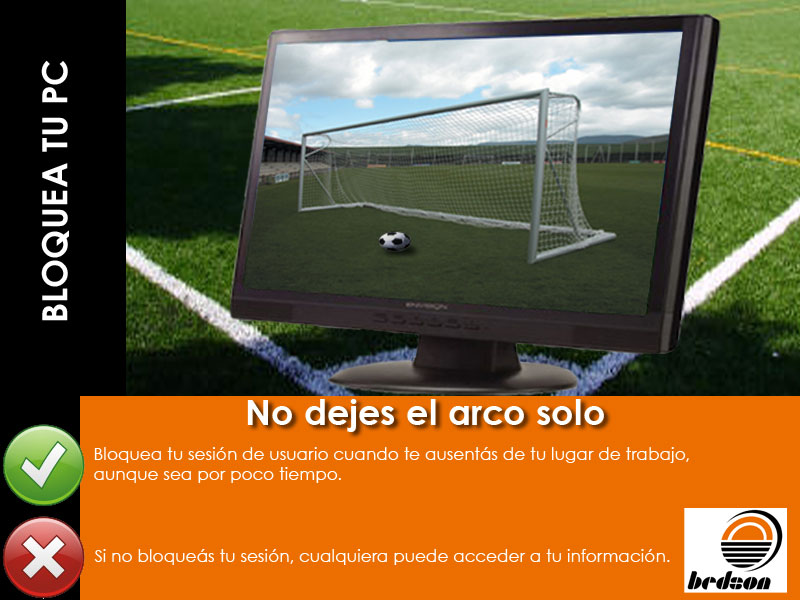 BLOQUEA TU PC
ENVISION
No dejes el arco solo
Bloquea tu sesión de usuario cuando te ausentás de tu lugar de trabajo,
aunque sea por poco tiempo.
Si no bloqueás tu sesión, cualquiera puede acceder a tu información.
bedson